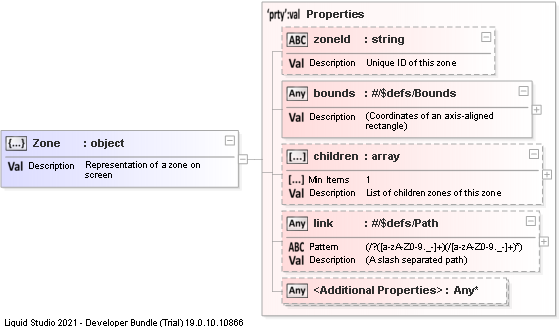 'prty':val Properties
ABC zoneId : string
Val Description Unique ID of this zone
Any bounds : #/$defs/Bounds
Val Description (Coordinates of an axis-aligned
rectangle)
{...} Zone : object
Val Description Representation of a zone on
screen
[...] children : array
[...] Min Items 1
Val Description List of children zones of this zone
Any link : #/$defs/Path
ABC Pattern (/?([a-zA-Z0-9._-]+)(/[a-zA-Z0-9._-]+)*)
Val Description (A slash separated path)
Any <Additional Properties> : Any*
Liquid Studio 2021 - Developer Bundle (Trial) 19.0.10.10866